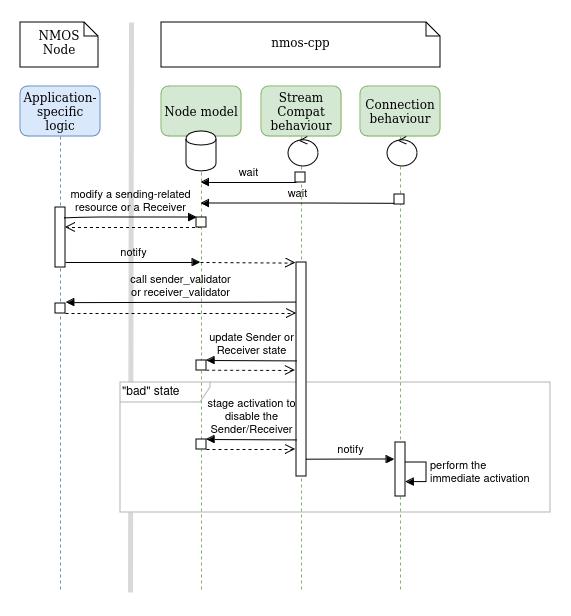 NMOS
Node
nmos-cpp
Application-
specific
logic
Node model
Stream
Compat
behaviour
Connection
behaviour
wait
wait
modify a sending-related
resource or a Receiver
notify
call sender_validator
or receiver_validator
update Sender or
Receiver state
"bad" state
stage activation to
disable the
Sender/Receiver
notify
perform the
immediate activation